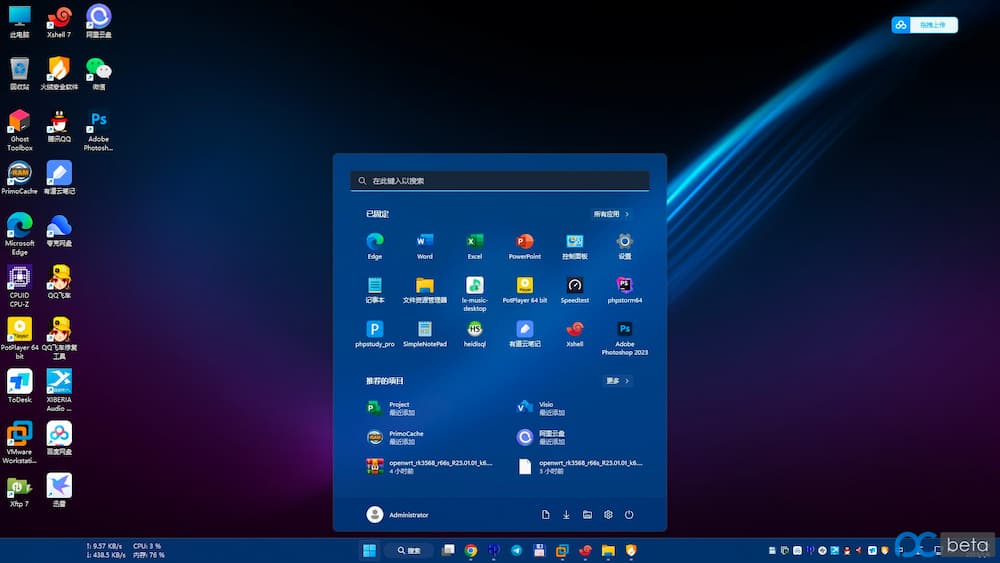 此电脑
Xshell 7
阿里云盘
拖拽上传
回收站
火绒安全软件
微信
Ghost
Toolbox
腾讯QQ
Adobe
Photosh...
PrimoCache
有道云笔记
Microsoft
Edge
夸克网盘
CPUID
CPU-Z
QQ飞车
PotPlayer 64
bit
QQ飞车修复
工具
ToDesk
XIBERIA
Audio ...
VMware
Workstati...
百度网盘
Xftp 7
迅雷
在此键入以搜索
已固定
所有应用
Edge
Word
Excel
PowerPoint
控制面板
设置
记事本
文件资源管理器
lx-music-
desktop
PotPlayer 64 bit
Speedtest
phpstorm64
phpstudy_pro
SimpleNotePad
heidisql
有道云笔记
Xshell
Adobe
Photoshop 2023
推荐的项目
更多
Project
最近添加
Visio
最近添加
PrimoCache
最近添加
阿里云盘
最近添加
openwrt_rk3568_r66s_R23.01.01_k6....
4 小时前
openwrt_rk3568_r66s_R23.01.01_k6....
5 小时前
Administrator
↑: 9.57 KB/s
CPU: 3 %
↓: 438.5 KB/s
内存: 76 %
搜索
pcbeta